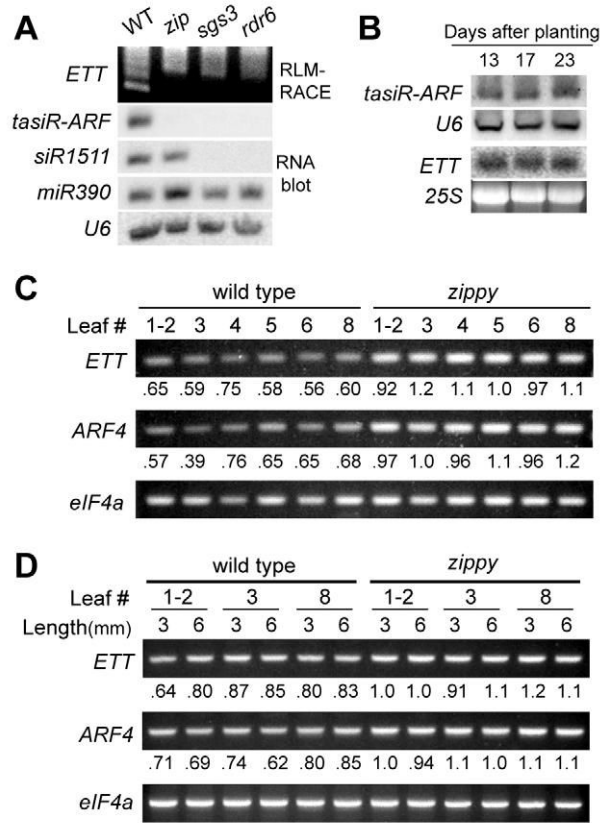 A
WT zip sgs3 rdr6
ETT RLM-RACE
tasiR-ARF
siR1511 RNA blot
miR390
U6
B
Days after planting
13 17 23
tasiR-ARF
U6
ETT
25S
C
wild type zippy
Leaf # 1-2 3 4 5 6 8 1-2 3 4 5 6 8
ETT
.65 .59 .75 .58 .56 .60 .92 1.2 1.1 1.0 .97 1.1
ARF4
.57 .39 .76 .65 .65 .68 .97 1.0 .96 1.1 .96 1.2
eIF4a
D
wild type zippy
Leaf # 1-2 3 8 1-2 3 8
Length(mm) 3 6 3 6 3 6 3 6 3 6 3 6
ETT
.64 .80 .87 .85 .80 .83 1.0 1.0 .91 1.1 1.2 1.1
ARF4
.71 .69 .74 .62 .80 .85 1.0 .94 1.1 1.0 1.1 1.1
eIF4a